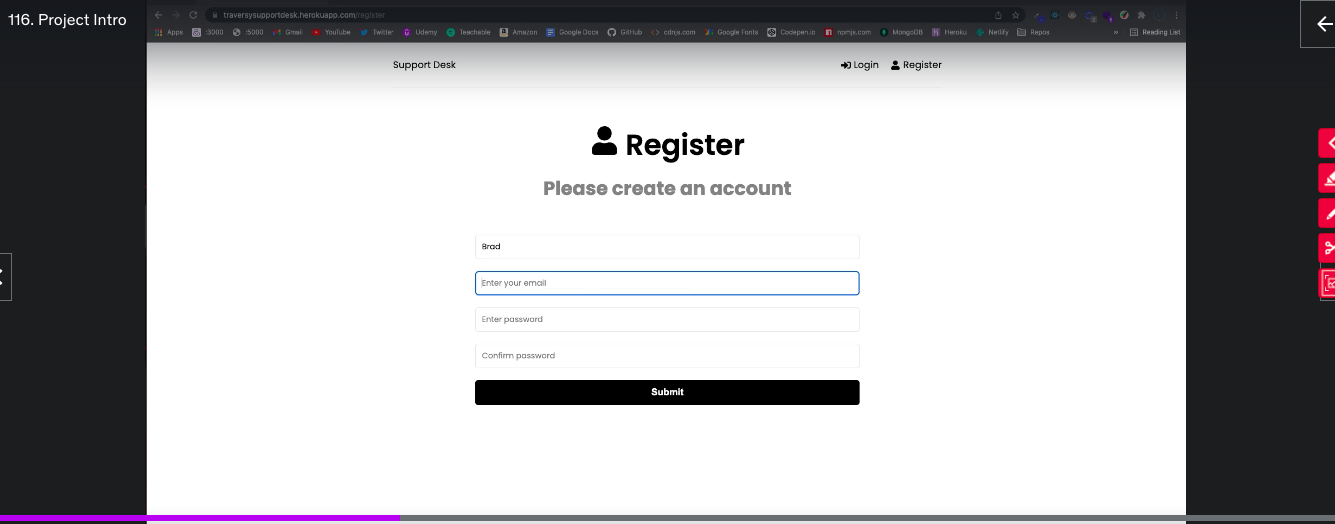 116. Project Intro
traversysupportdesk.herokuapp.com/register
Apps :3000 :5000 Gmail YouTube Twitter Udemy Teachable Amazon Google Docs GitHub cdnjs.com Google Fonts Codepen.io npmjs.com MongoDB Heroku Netlify Repos » Reading List
Support Desk Login Register
Register
Please create an account
Brad
Enter your email
Enter password
Confirm password
Submit